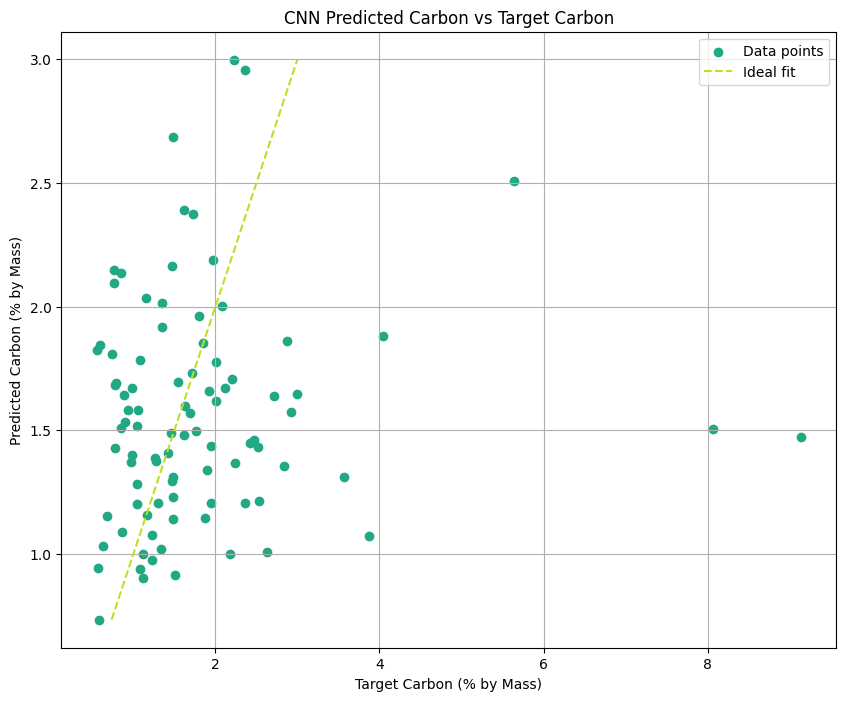 CNN Predicted Carbon vs Target Carbon
Data points
Ideal fit
3.0
2.5
2.0
1.5
1.0
Predicted Carbon (% by Mass)
2 4 6 8
Target Carbon (% by Mass)